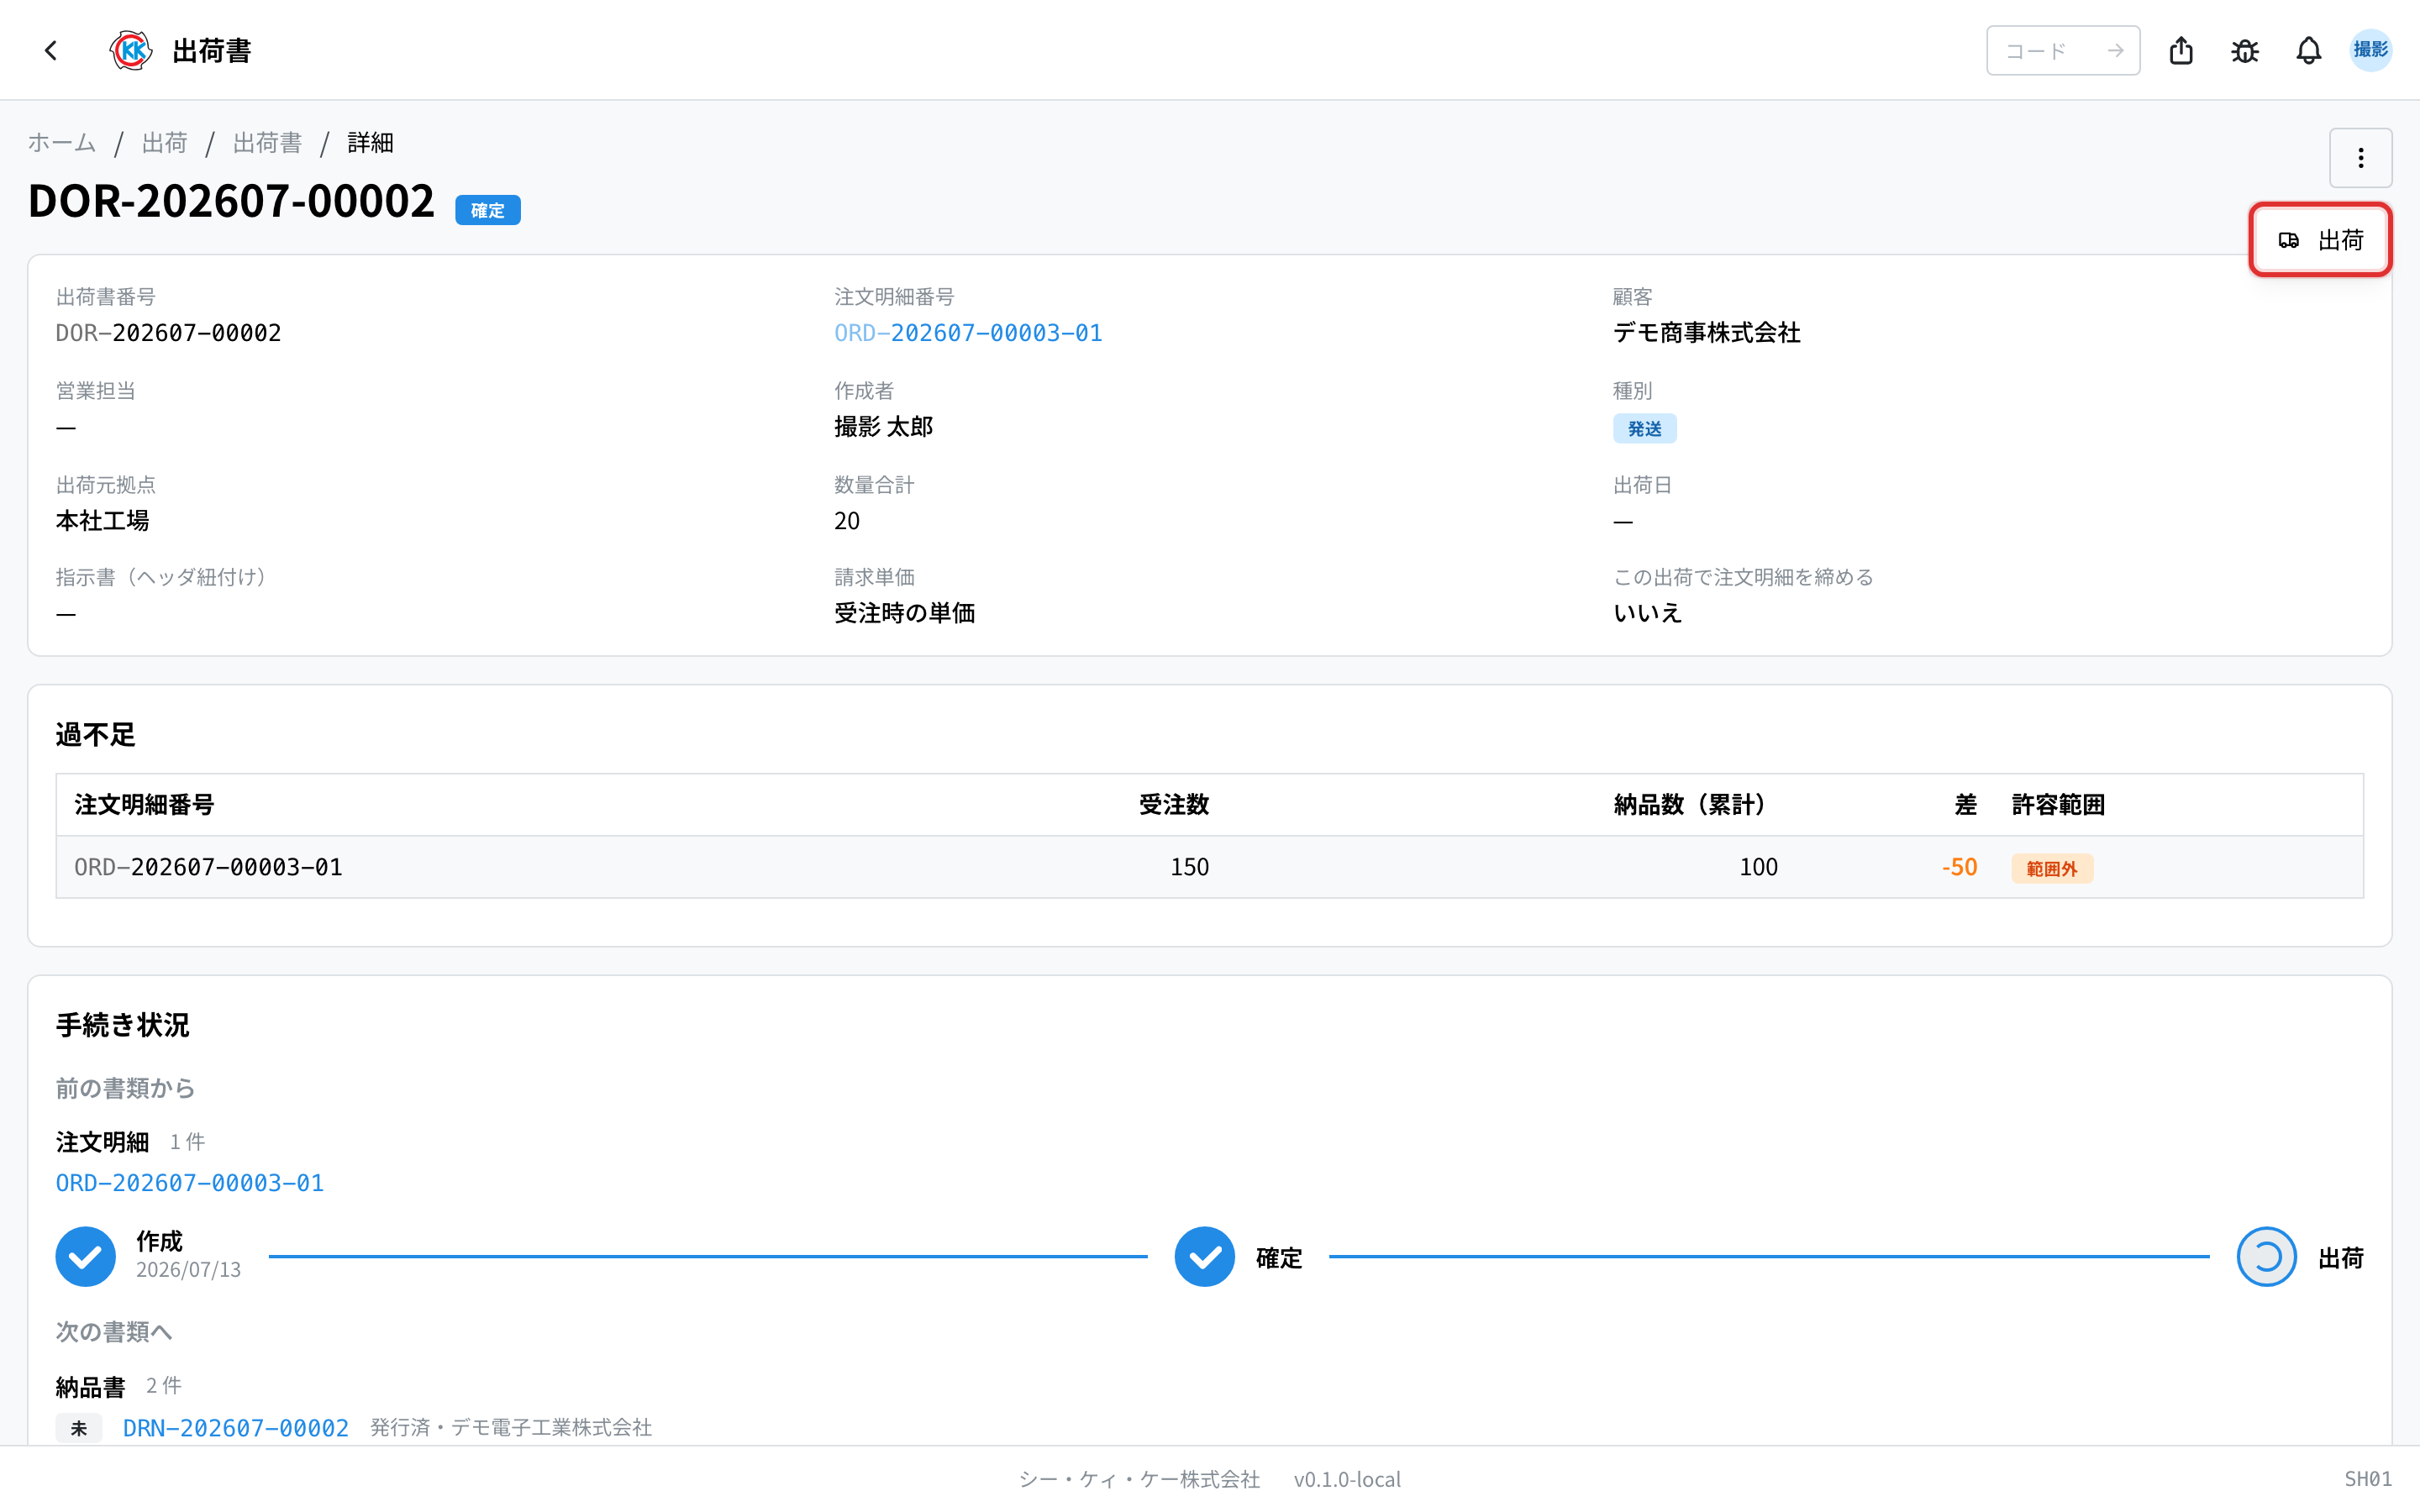 KK 出荷書
コード
撮影
ホーム / 出荷 / 出荷書 / 詳細
DOR-202607-00002 確定
出荷
出荷書番号 注文明細番号 顧客
DOR-202607-00002 ORD-202607-00003-01 デモ商事株式会社
営業担当 作成者 種別
— 撮影 太郎 発送
出荷元拠点 数量合計 出荷日
本社工場 20 —
指示書（ヘッダ紐付け） 請求単価 この出荷で注文明細を締める
— 受注時の単価 いいえ
過不足
注文明細番号 受注数 納品数（累計） 差 許容範囲
ORD-202607-00003-01 150 100 -50 範囲外
手続き状況
前の書類から
注文明細 1 件
ORD-202607-00003-01
作成 確定 出荷
2026/07/13
次の書類へ
納品書 2 件
未 DRN-202607-00002 発行済・デモ電子工業株式会社
シー・ケィ・ケー株式会社 v0.1.0-local SH01